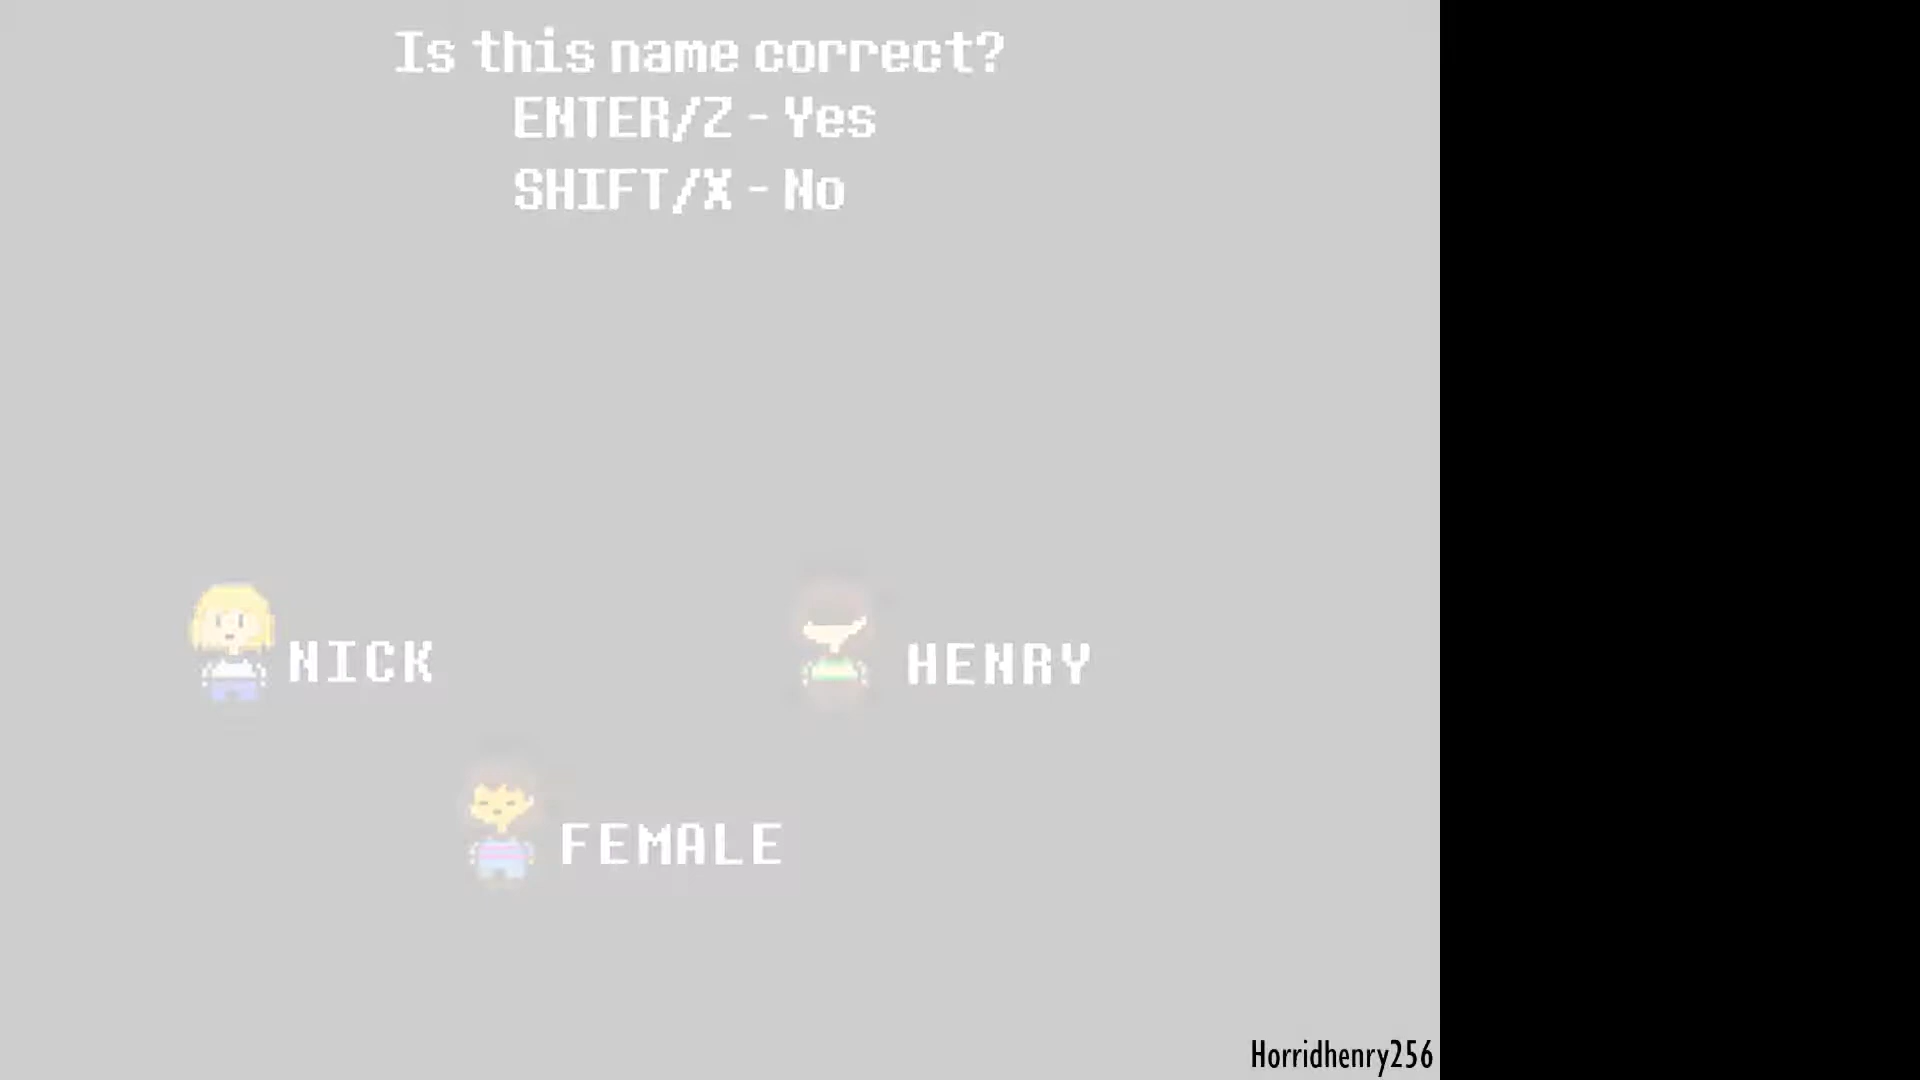 Is this name correct?
ENTER/Z - Yes
SHIFT/X - No
NICK
HENRY
FEMALE
Horridhenry256